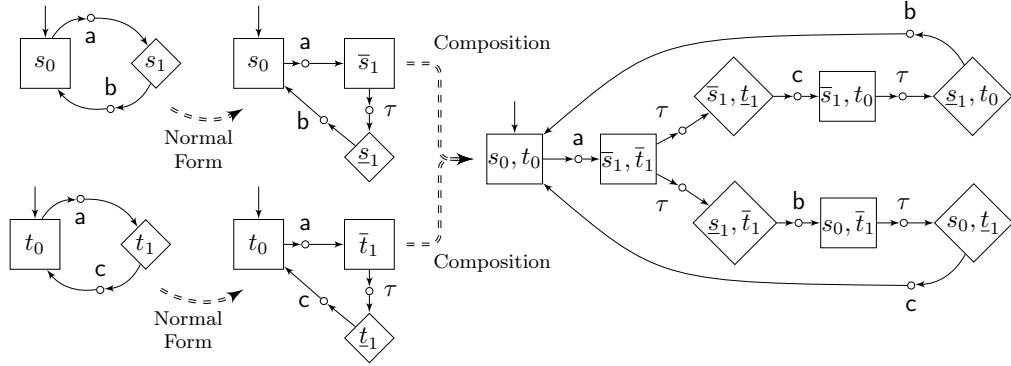 s₀
a
s₁
b
Normal
Form
s₀
a
s̅₁
τ
b
s̲₁
Composition
t₀
a
t₁
c
Normal
Form
t₀
a
t̅₁
τ
c
t̲₁
Composition
s₀, t₀
a
s̅₁, t̅₁
τ
s̅₁, t̲₁
c
s̅₁, t₀
τ
s̲₁, t₀
b
τ
s̲₁, t̅₁
b
s₀, t̅₁
τ
s₀, t̲₁
c